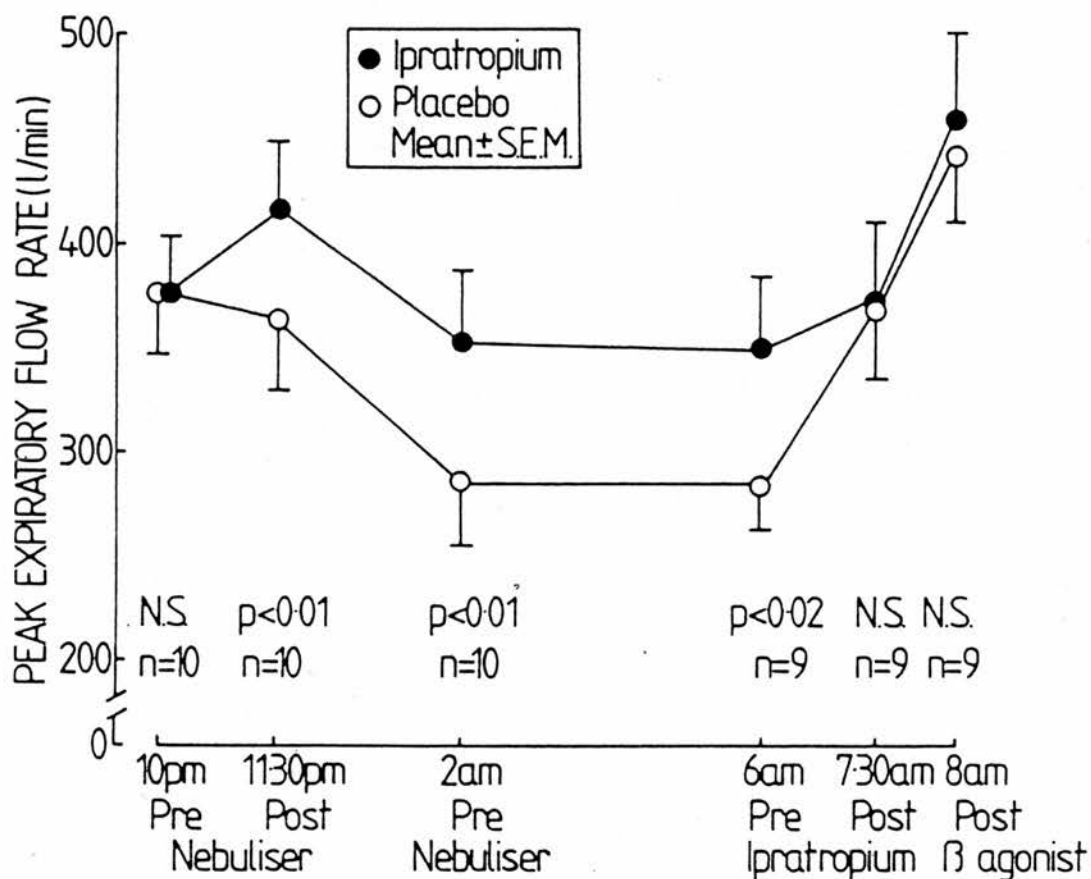 PEAK EXPIRATORY FLOW RATE (l/min)
500
400
300
200
0
Ipratropium
Placebo
Mean ± S.E.M.
N.S. p<0·01 p<0·01 p<0·02 N.S. N.S.
n=10 n=10 n=10 n=9 n=9 n=9
10pm 11·30pm 2am 6am 7·30am 8am
Pre Post Pre Pre Post Post
Nebuliser Nebuliser Ipratropium β agonist